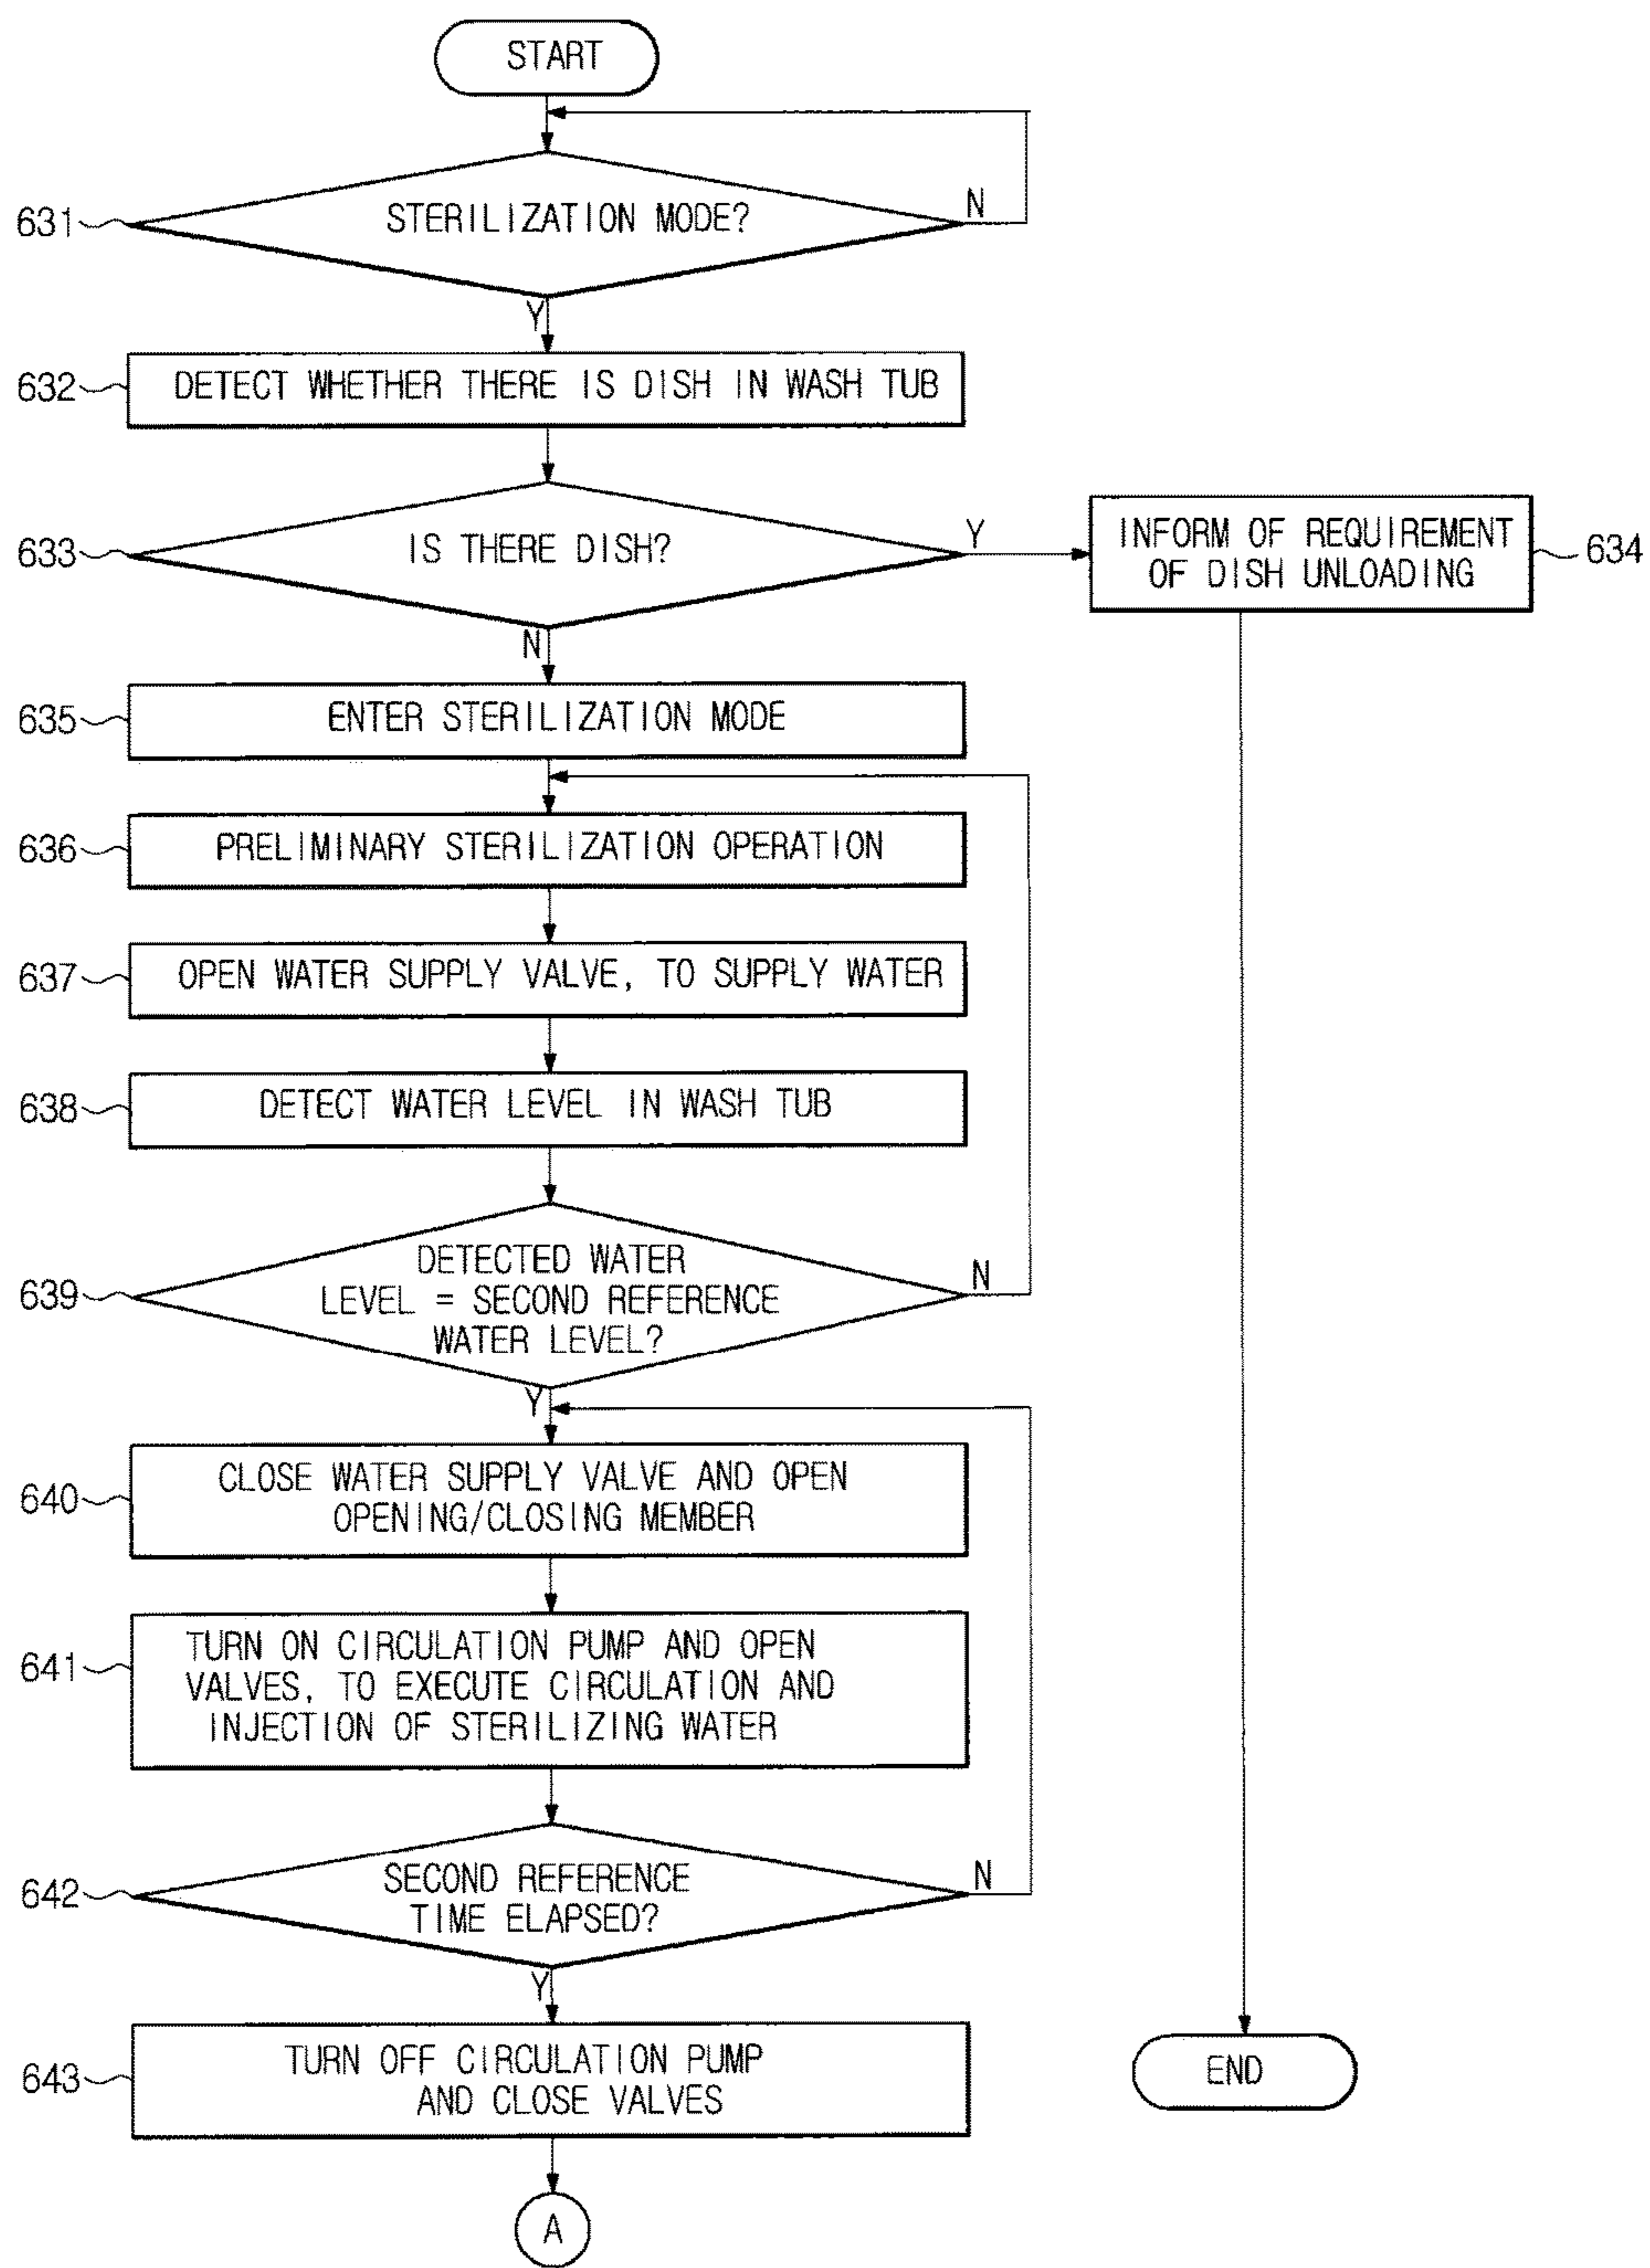 START
631
STERILIZATION MODE?
N
Y
632
DETECT WHETHER THERE IS DISH IN WASH TUB
633
IS THERE DISH?
Y
INFORM OF REQUIREMENT
OF DISH UNLOADING
634
N
635
ENTER STERILIZATION MODE
636
PRELIMINARY STERILIZATION OPERATION
637
OPEN WATER SUPPLY VALVE, TO SUPPLY WATER
638
DETECT WATER LEVEL IN WASH TUB
639
DETECTED WATER
LEVEL = SECOND REFERENCE
WATER LEVEL?
N
Y
640
CLOSE WATER SUPPLY VALVE AND OPEN
OPENING/CLOSING MEMBER
641
TURN ON CIRCULATION PUMP AND OPEN
VALVES, TO EXECUTE CIRCULATION AND
INJECTION OF STERILIZING WATER
642
SECOND REFERENCE
TIME ELAPSED?
N
Y
643
TURN OFF CIRCULATION PUMP
AND CLOSE VALVES
END
A